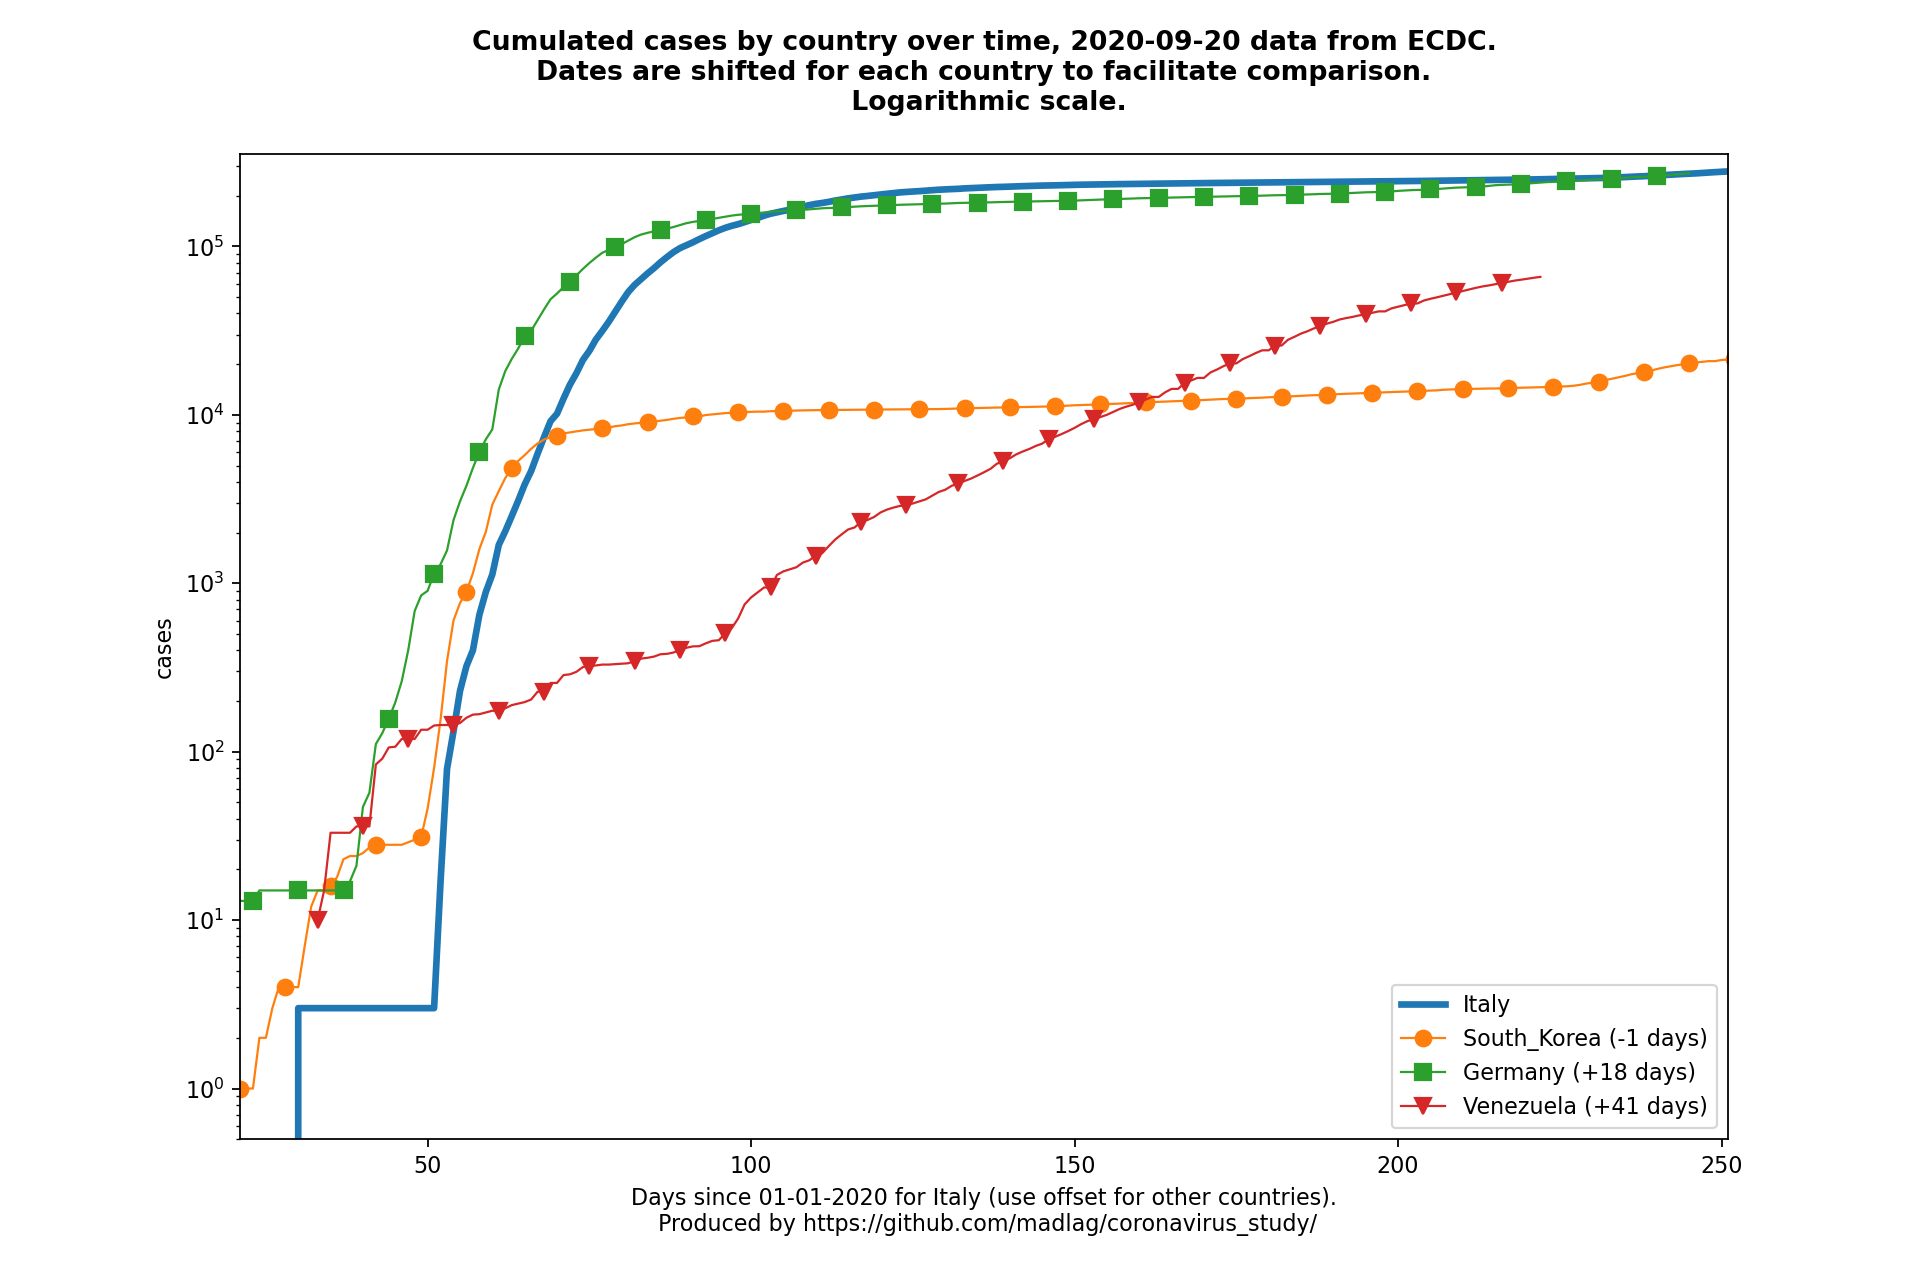 Cumulated cases by country over time, 2020-09-20 data from ECDC.
Dates are shifted for each country to facilitate comparison.
Logarithmic scale.
10^5
10^4
10^3
10^2
10^1
10^0
cases
50 100 150 200 250
Italy
South_Korea (-1 days)
Germany (+18 days)
Venezuela (+41 days)
Days since 01-01-2020 for Italy (use offset for other countries).
Produced by https://github.com/madlag/coronavirus_study/